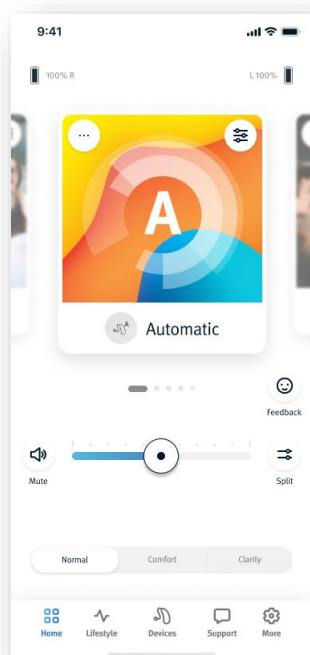 9:41
100% R
L 100%
A
A
Automatic
Feedback
Mute
Split
Normal Comfort Clarity
Home Lifestyle Devices Support More